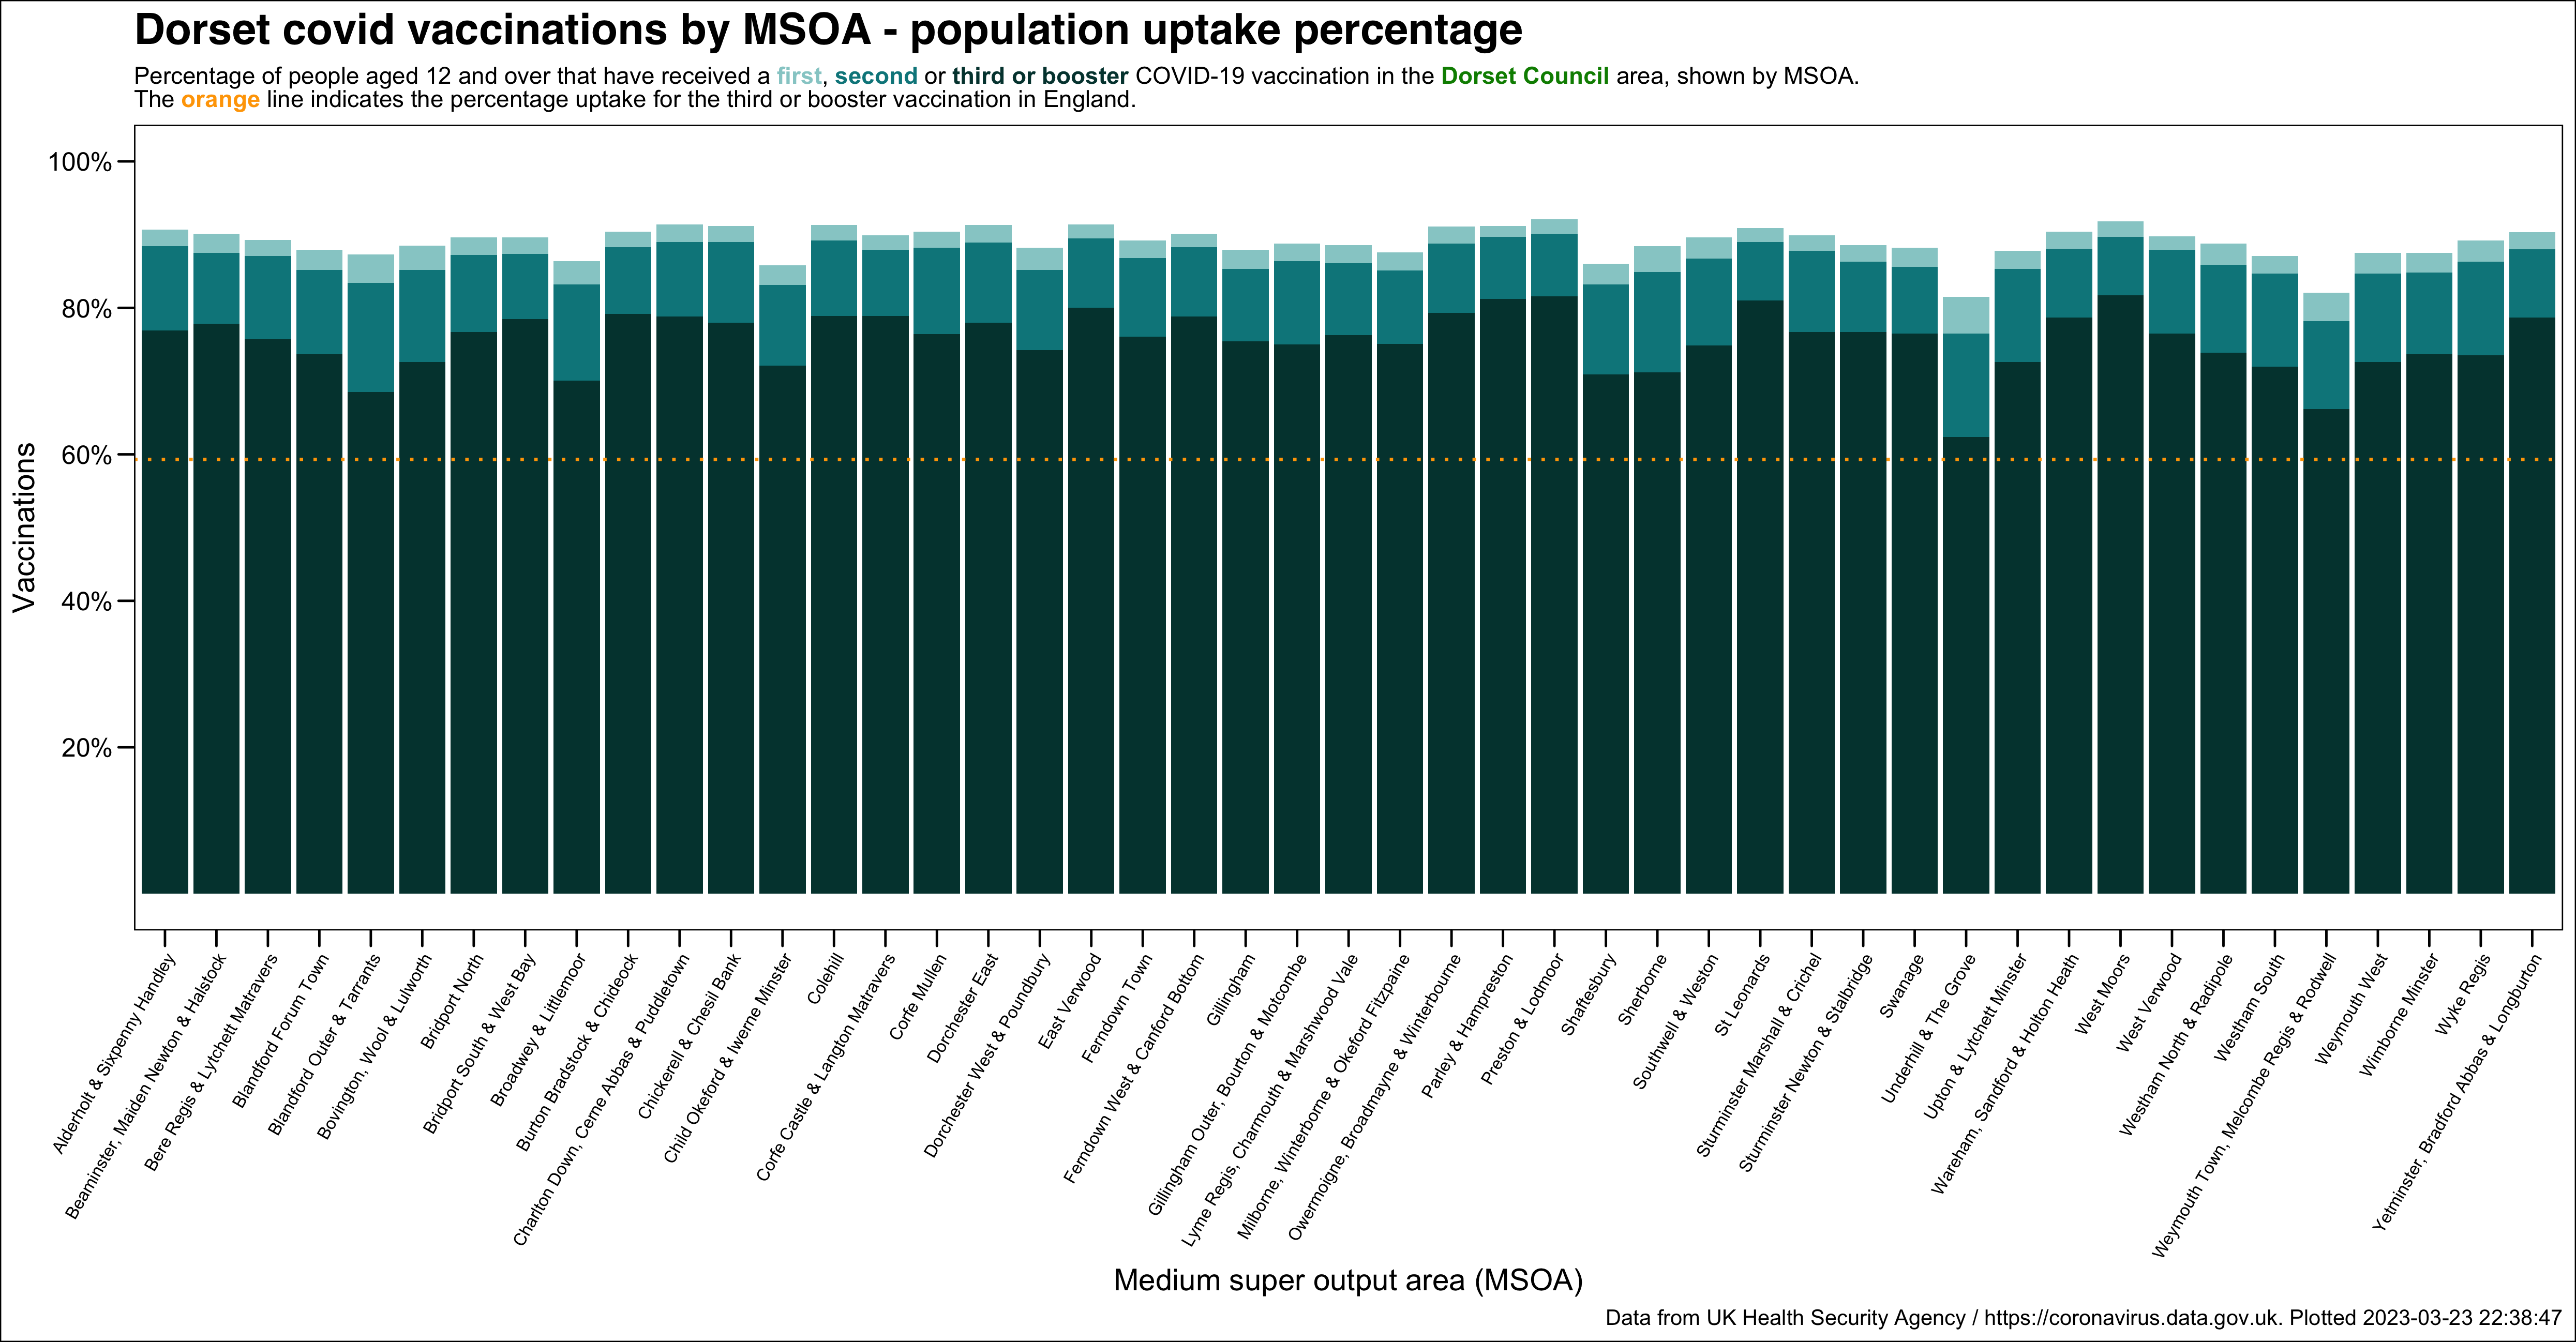 Dorset covid vaccinations by MSOA - population uptake percentage
Percentage of people aged 12 and over that have received a first, second or third or booster COVID-19 vaccination in the Dorset Council area, shown by MSOA.
The orange line indicates the percentage uptake for the third or booster vaccination in England.
Vaccinations
100%
80%
60%
40%
20%
Alderholt & Sixpenny Handley
Beaminster, Maiden Newton & Halstock
Bere Regis & Lytchett Matravers
Blandford Forum Town
Blandford Outer & Tarrants
Bovington, Wool & Lulworth
Bridport North
Bridport South & West Bay
Broadwey & Littlemoor
Burton Bradstock & Chideock
Charlton Down, Cerne Abbas & Puddletown
Chickerell & Chesil Bank
Child Okeford & Iwerne Minster
Colehill
Corfe Castle & Langton Matravers
Corfe Mullen
Dorchester East
Dorchester West & Poundbury
East Verwood
Ferndown Town
Ferndown West & Canford Bottom
Gillingham
Gillingham Outer, Bourton & Motcombe
Lyme Regis, Charmouth & Marshwood Vale
Milborne, Winterborne & Okeford Fitzpaine
Owermoigne, Broadmayne & Winterbourne
Parley & Hampreston
Preston & Lodmoor
Shaftesbury
Sherborne
Southwell & Weston
St Leonards
Sturminster Marshall & Crichel
Sturminster Newton & Stalbridge
Swanage
Underhill & The Grove
Upton & Lytchett Minster
Wareham, Sandford & Holton Heath
West Moors
West Verwood
Westham North & Radipole
Westham South
Weymouth Town, Melcombe Regis & Rodwell
Weymouth West
Wimborne Minster
Wyke Regis
Yetminster, Bradford Abbas & Longburton
Medium super output area (MSOA)
Data from UK Health Security Agency / https://coronavirus.data.gov.uk. Plotted 2023-03-23 22:38:47